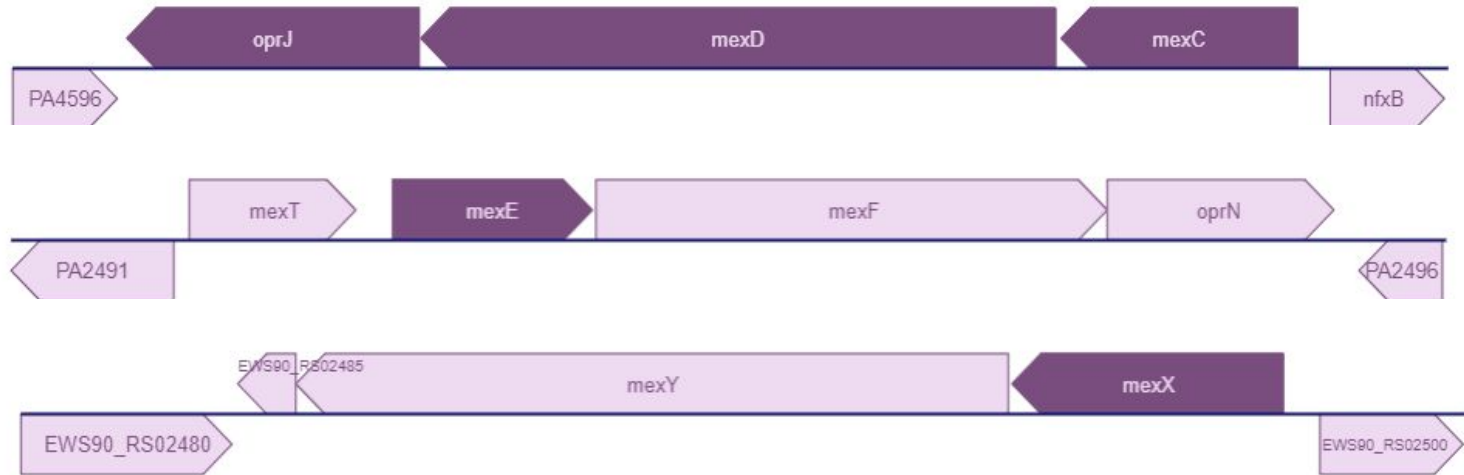 oprJ mexD mexC
PA4596 nfxB
mexT mexE mexF oprN
PA2491 PA2496
EWS90_RS02485 mexY mexX
EWS90_RS02480 EWS90_RS02500